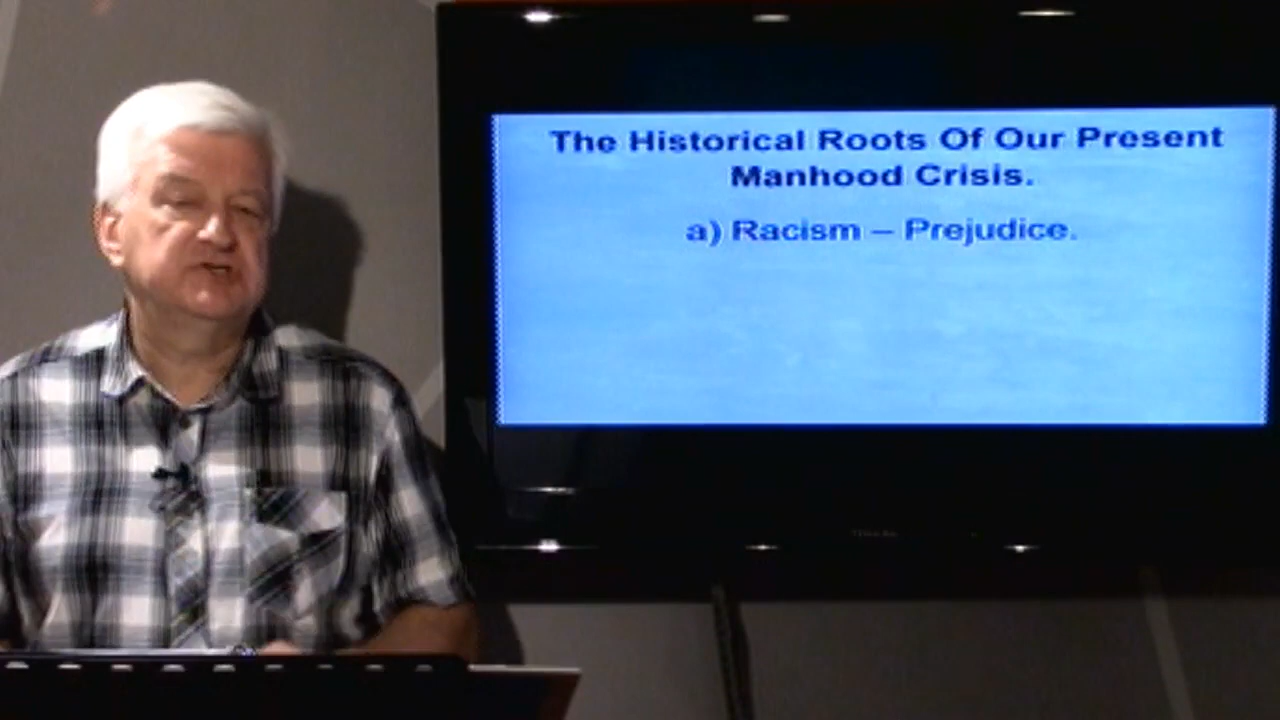 The Historical Roots Of Our Present
Manhood Crisis.
a) Racism – Prejudice.